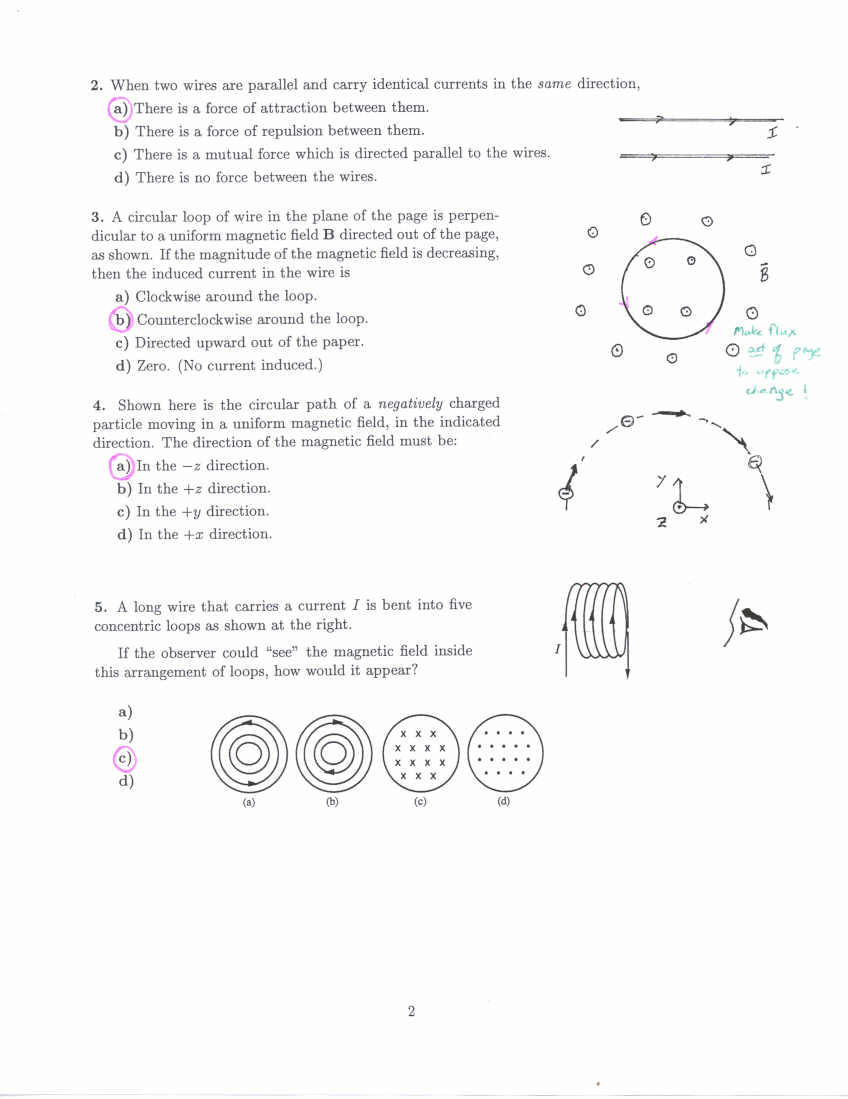 2. When two wires are parallel and carry identical currents in the same direction,
a) There is a force of attraction between them.
b) There is a force of repulsion between them.
c) There is a mutual force which is directed parallel to the wires.
d) There is no force between the wires.
I
I
3. A circular loop of wire in the plane of the page is perpen-
dicular to a uniform magnetic field B directed out of the page,
as shown. If the magnitude of the magnetic field is decreasing,
then the induced current in the wire is
a) Clockwise around the loop.
b) Counterclockwise around the loop.
c) Directed upward out of the paper.
d) Zero. (No current induced.)
B
Make flux
out of page
to oppose
change!
4. Shown here is the circular path of a negatively charged
particle moving in a uniform magnetic field, in the indicated
direction. The direction of the magnetic field must be:
a) In the −z direction.
b) In the +z direction.
c) In the +y direction.
d) In the +x direction.
y
z x
5. A long wire that carries a current I is bent into five
concentric loops as shown at the right.
If the observer could “see” the magnetic field inside
this arrangement of loops, how would it appear?
I
a)
b)
c)
d)
x x x
x x x x
x x x x
x x x
(a) (b) (c) (d)
2